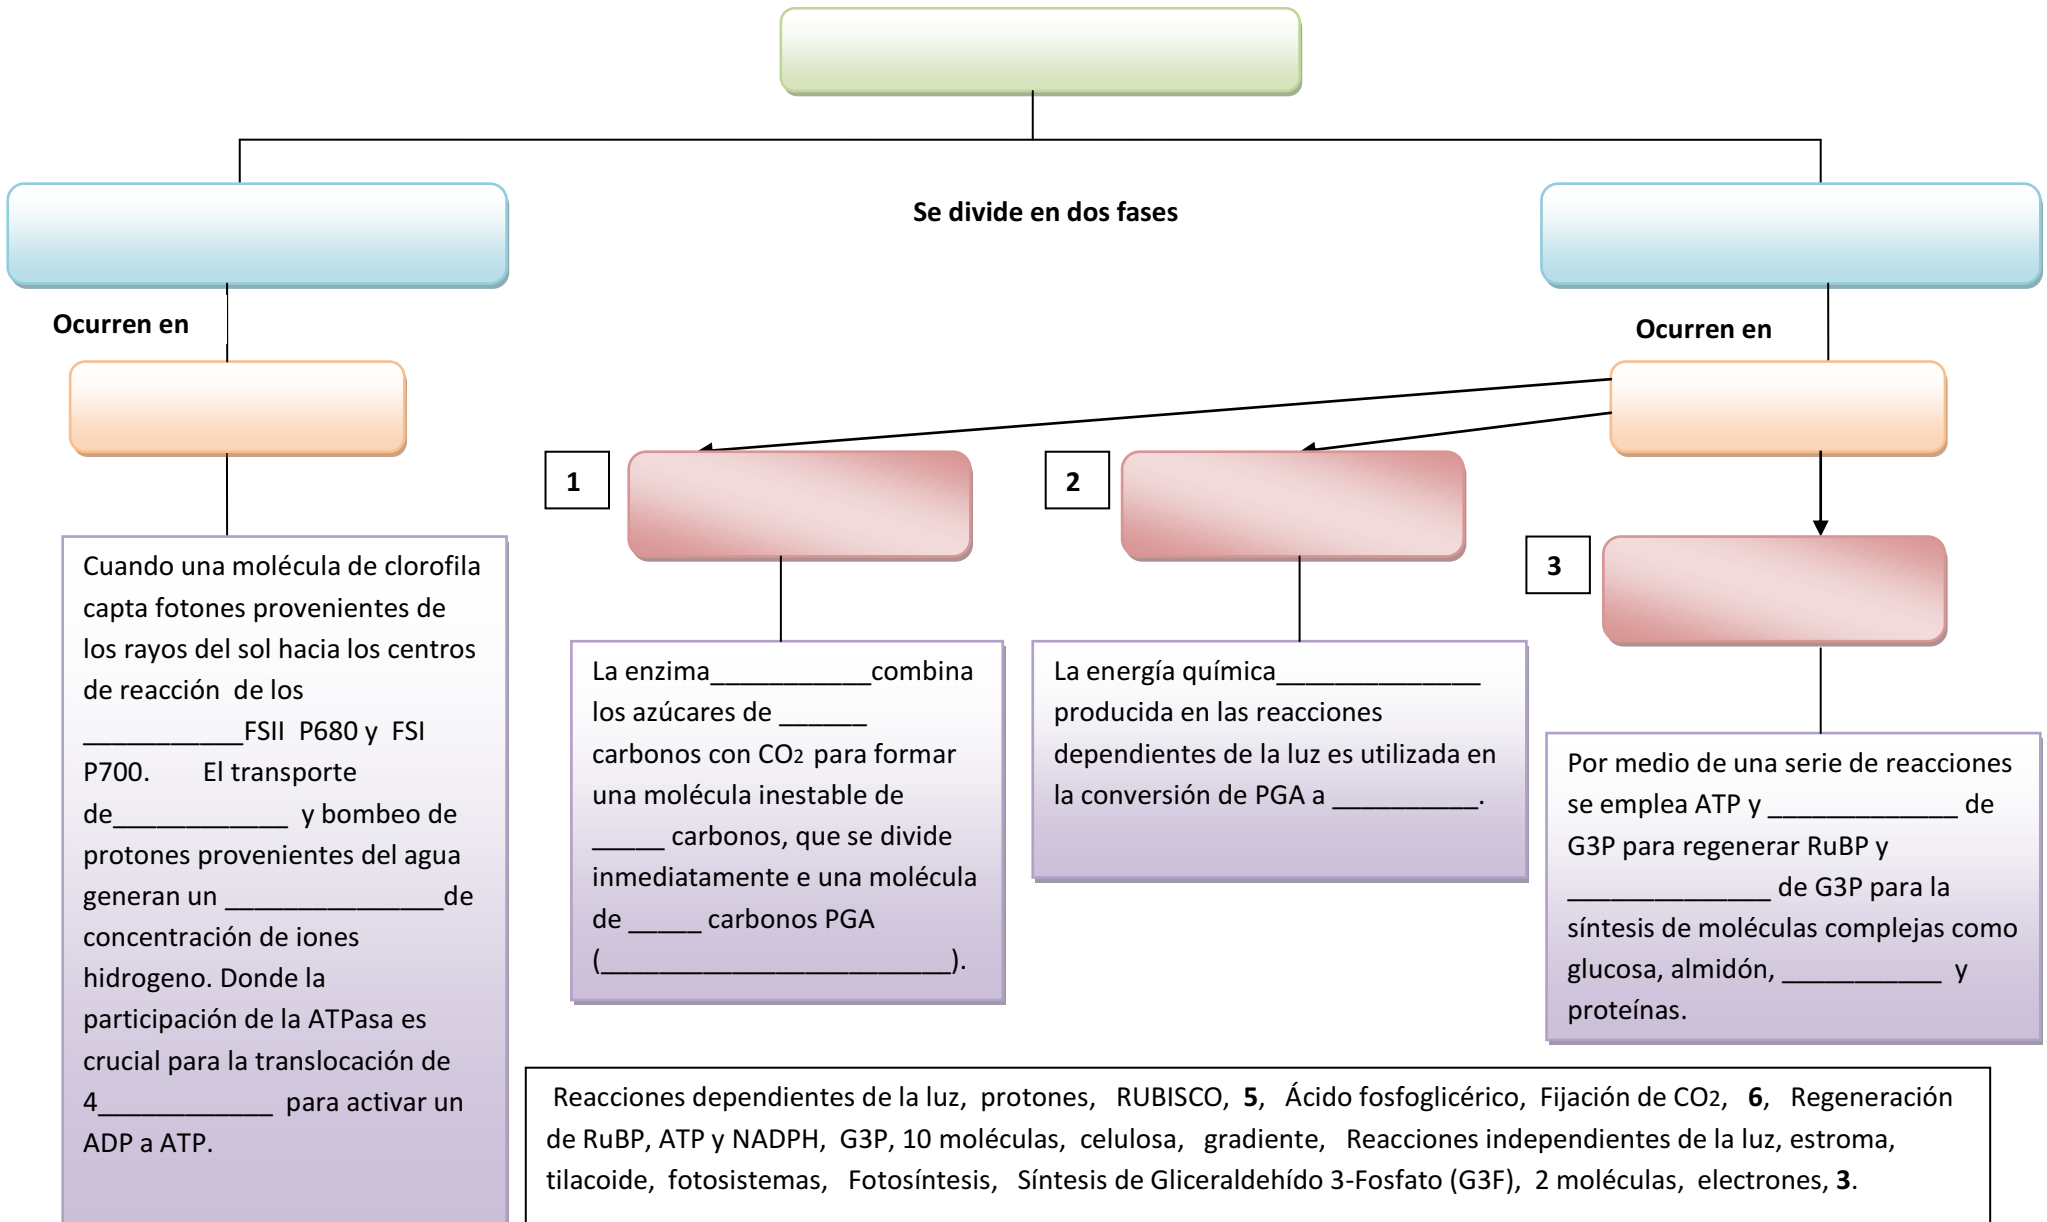 Se divide en dos fases
Ocurren en
Ocurren en
1
2
3
Cuando una molécula de clorofila
capta fotones provenientes de
los rayos del sol hacia los centros
de reacción de los
___________FSII P680 y FSI
P700. El transporte
de____________ y bombeo de
protones provenientes del agua
generan un _______________de
concentración de iones
hidrogeno. Donde la
participación de la ATPasa es
crucial para la translocación de
4____________ para activar un
ADP a ATP.
La enzima___________combina
los azúcares de ______
carbonos con CO2 para formar
una molécula inestable de
_____ carbonos, que se divide
inmediatamente e una molécula
de _____ carbonos PGA
(________________________).
La energía química______________
producida en las reacciones
dependientes de la luz es utilizada en
la conversión de PGA a __________.
Por medio de una serie de reacciones
se emplea ATP y _____________ de
G3P para regenerar RuBP y
______________ de G3P para la
síntesis de moléculas complejas como
glucosa, almidón, ___________ y
proteínas.
Reacciones dependientes de la luz, protones, RUBISCO, 5, Ácido fosfoglicérico, Fijación de CO2, 6, Regeneración
de RuBP, ATP y NADPH, G3P, 10 moléculas, celulosa, gradiente, Reacciones independientes de la luz, estroma,
tilacoide, fotosistemas, Fotosíntesis, Síntesis de Gliceraldehído 3-Fosfato (G3F), 2 moléculas, electrones, 3.